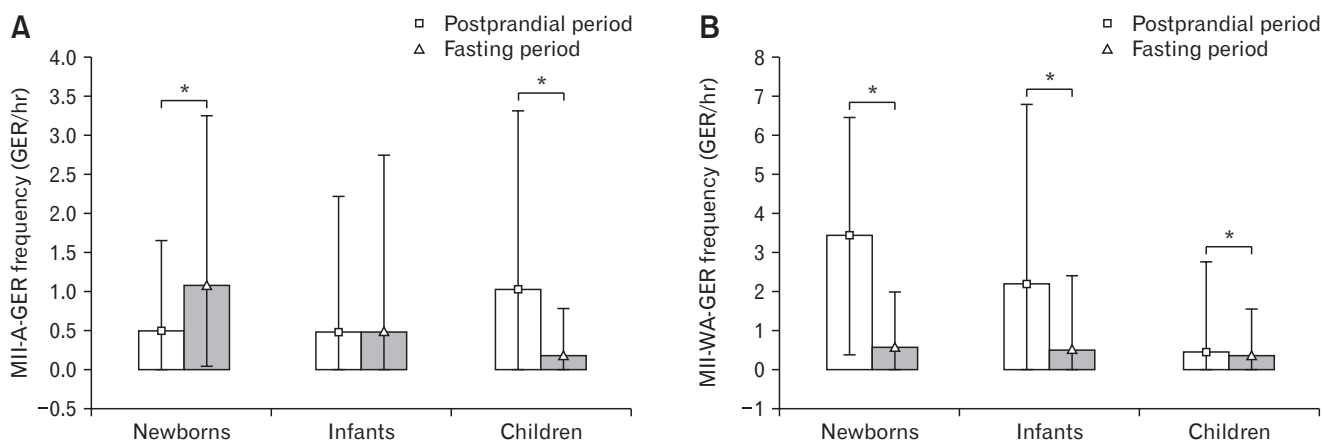 A
Postprandial period
Fasting period
MII-A-GER frequency (GER/hr)
4.0
3.5
3.0
2.5
2.0
1.5
1.0
0.5
0.0
−0.5
*
*
Newborns Infants Children
B
Postprandial period
Fasting period
MII-WA-GER frequency (GER/hr)
8
7
6
5
4
3
2
1
0
−1
*
*
*
Newborns Infants Children